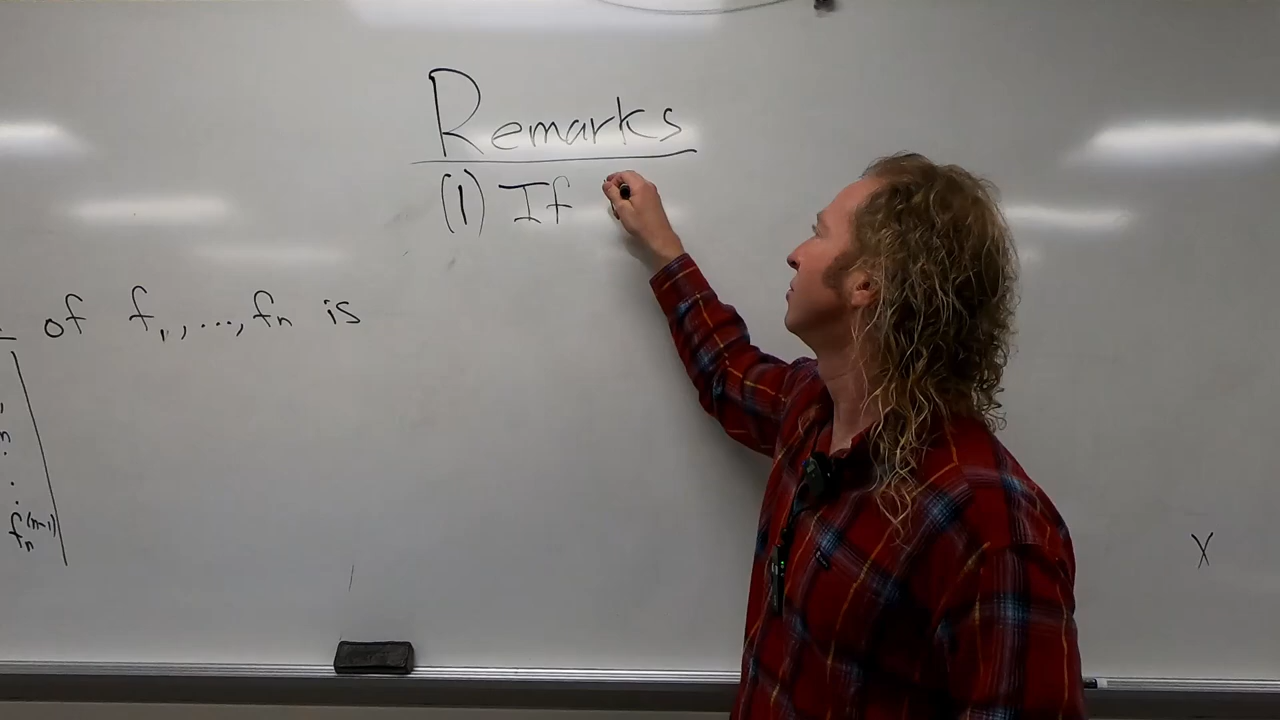 Remarks
(1) If
of f₁,...,fₙ is
fₙ⁽ⁿ⁻¹⁾
X